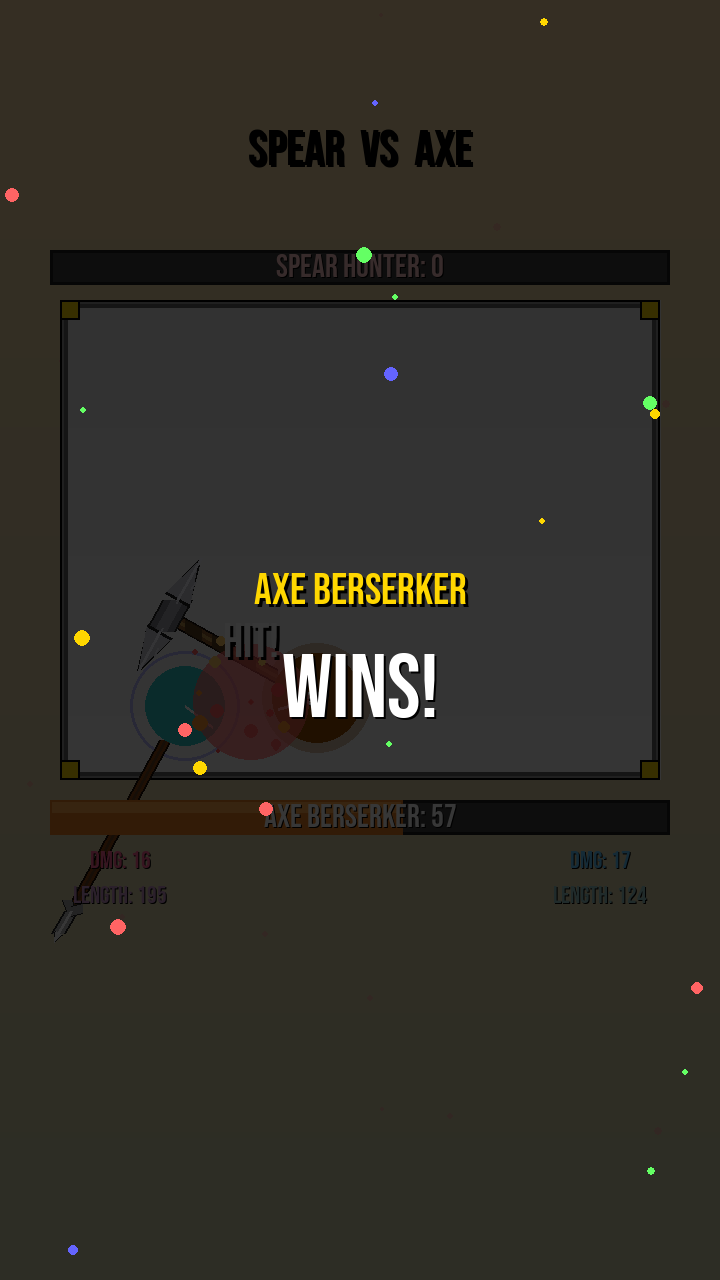 SPEAR VS AXE
SPEAR HUNTER: 0
AXE BERSERKER
HIT!
WINS!
AXE BERSERKER: 57
DMG: 16
DMG: 17
LENGTH: 195
LENGTH: 124